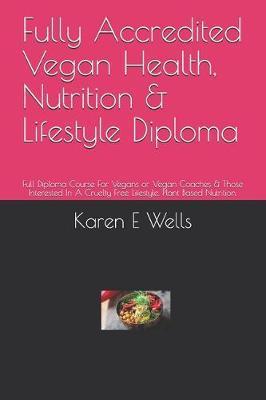 Fully Accredited
Vegan Health,
Nutrition &
Lifestyle Diploma
Full Diploma Course For Vegans or Vegan Coaches & Those
Interested In A Cruelty Free Lifestyle, Plant Based Nutrition.
Karen E Wells